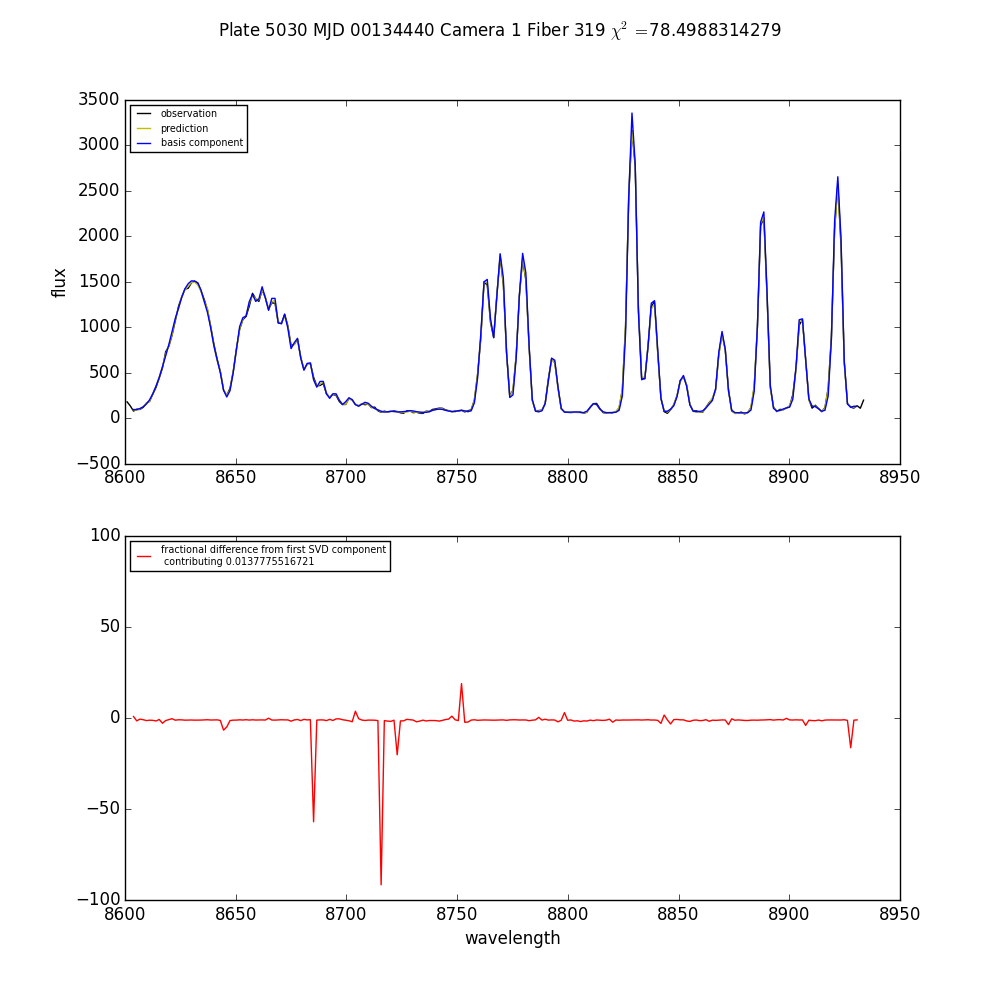 Plate 5030 MJD 00134440 Camera 1 Fiber 319 χ² =78.4988314279
3500
3000
2500
2000
1500
1000
500
0
−500
flux
observation
prediction
basis component
8600 8650 8700 8750 8800 8850 8900 8950
100
50
0
−50
−100
fractional difference from first SVD component
contributing 0.0137775516721
8600 8650 8700 8750 8800 8850 8900 8950
wavelength